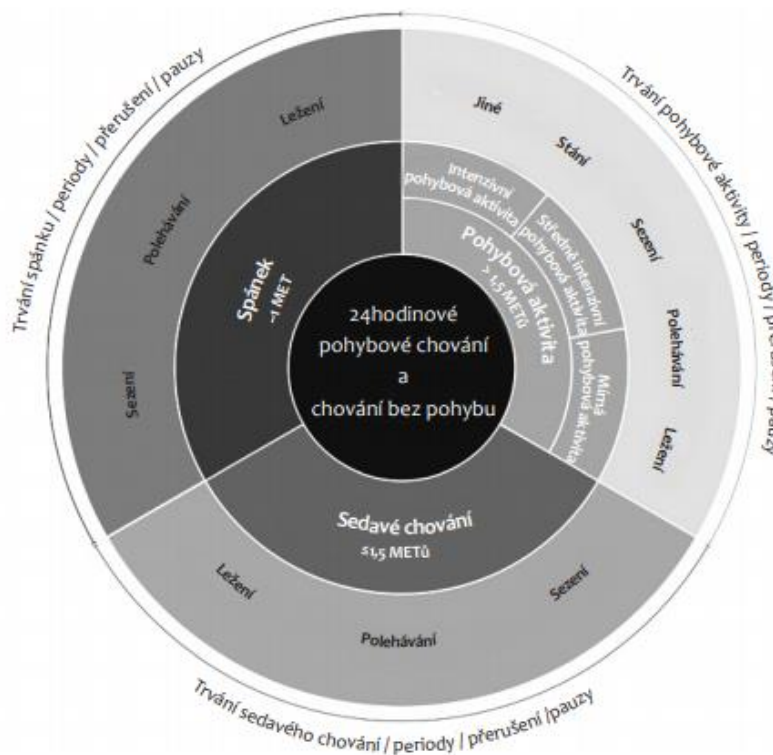 Trvání spánku / periody / přerušení / pauzy
Trvání pohybové aktivity / periody / přerušení / pauzy
Trvání sedavého chování / periody / přerušení /pauzy
Ležení
Polehávání
Sezení
Jiné
Stání
Sezení
Polehávání
Ležení
Ležení
Polehávání
Sezení
Spánek
~1 MET
Intenzívní
pohybová aktivita
Středně intenzívní
pohybová aktivita
Mírná
pohybová aktivita
Pohybová aktivita
> 1,5 METů
Sedavé chování
≤1,5 METů
24hodinové
pohybové chování
a
chování bez pohybu